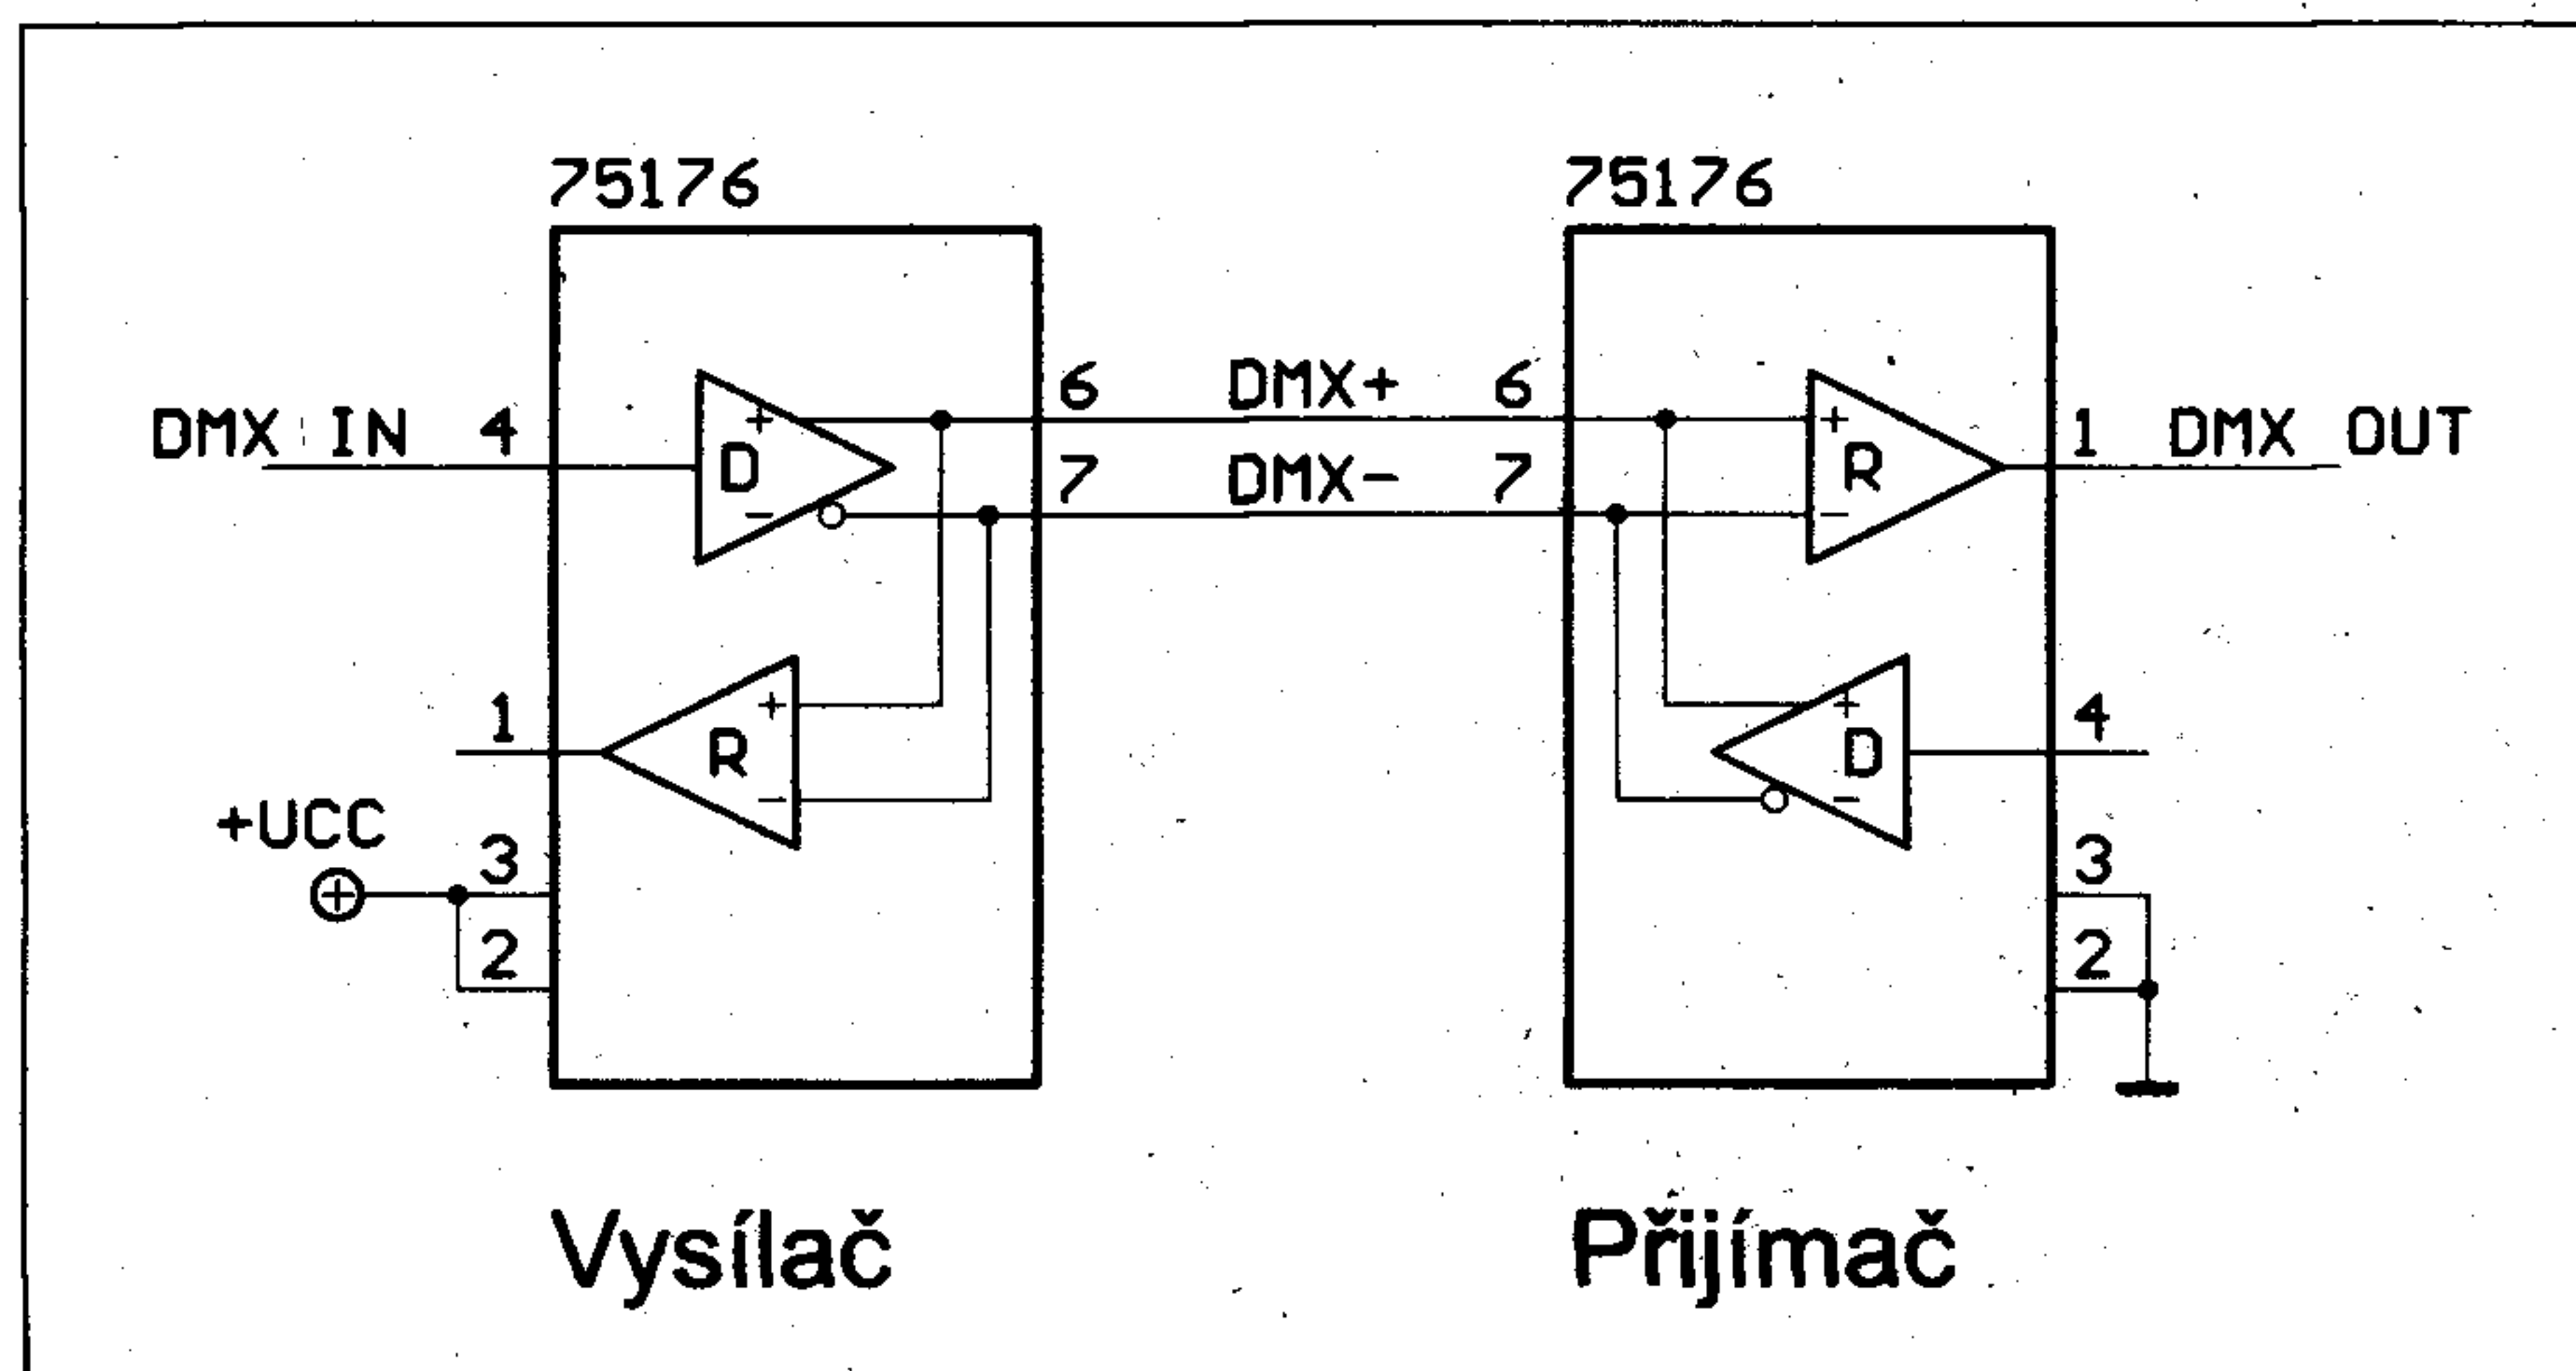 75176 75176
6 DMX+ 6
DMX IN 4 1 DMX OUT
7 DMX- 7
+ D - + R -
1 4
R + - + D -
+UCC
3 3
2 2
Vysílač Přijímač